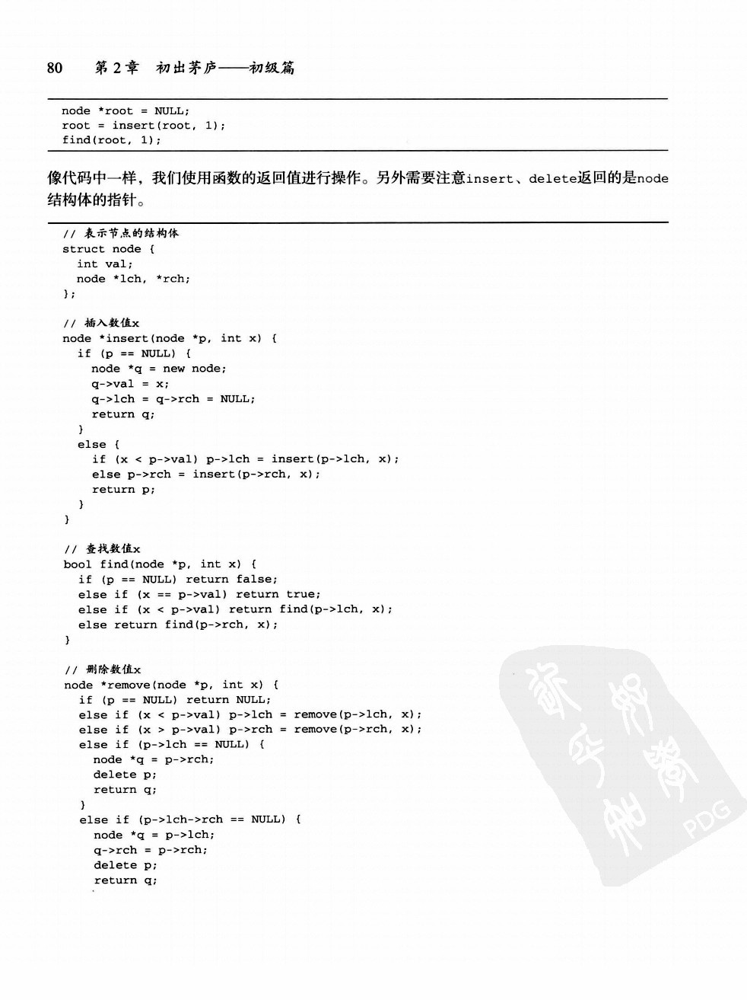 80 第2章 初出茅庐——初级篇
node *root = NULL;
root = insert(root, 1);
find(root, 1);
像代码中一样，我们使用函数的返回值进行操作。另外需要注意insert、delete返回的是node
结构体的指针。
// 表示节点的结构体
struct node {
  int val;
  node *lch, *rch;
};
// 插入数值x
node *insert(node *p, int x) {
  if (p == NULL) {
    node *q = new node;
    q->val = x;
    q->lch = q->rch = NULL;
    return q;
  }
  else {
    if (x < p->val) p->lch = insert(p->lch, x);
    else p->rch = insert(p->rch, x);
    return p;
  }
}
// 查找数值x
bool find(node *p, int x) {
  if (p == NULL) return false;
  else if (x == p->val) return true;
  else if (x < p->val) return find(p->lch, x);
  else return find(p->rch, x);
}
// 删除数值x
node *remove(node *p, int x) {
  if (p == NULL) return NULL;
  else if (x < p->val) p->lch = remove(p->lch, x);
  else if (x > p->val) p->rch = remove(p->rch, x);
  else if (p->lch == NULL) {
    node *q = p->rch;
    delete p;
    return q;
  }
  else if (p->lch->rch == NULL) {
    node *q = p->lch;
    q->rch = p->rch;
    delete p;
    return q;
PDG